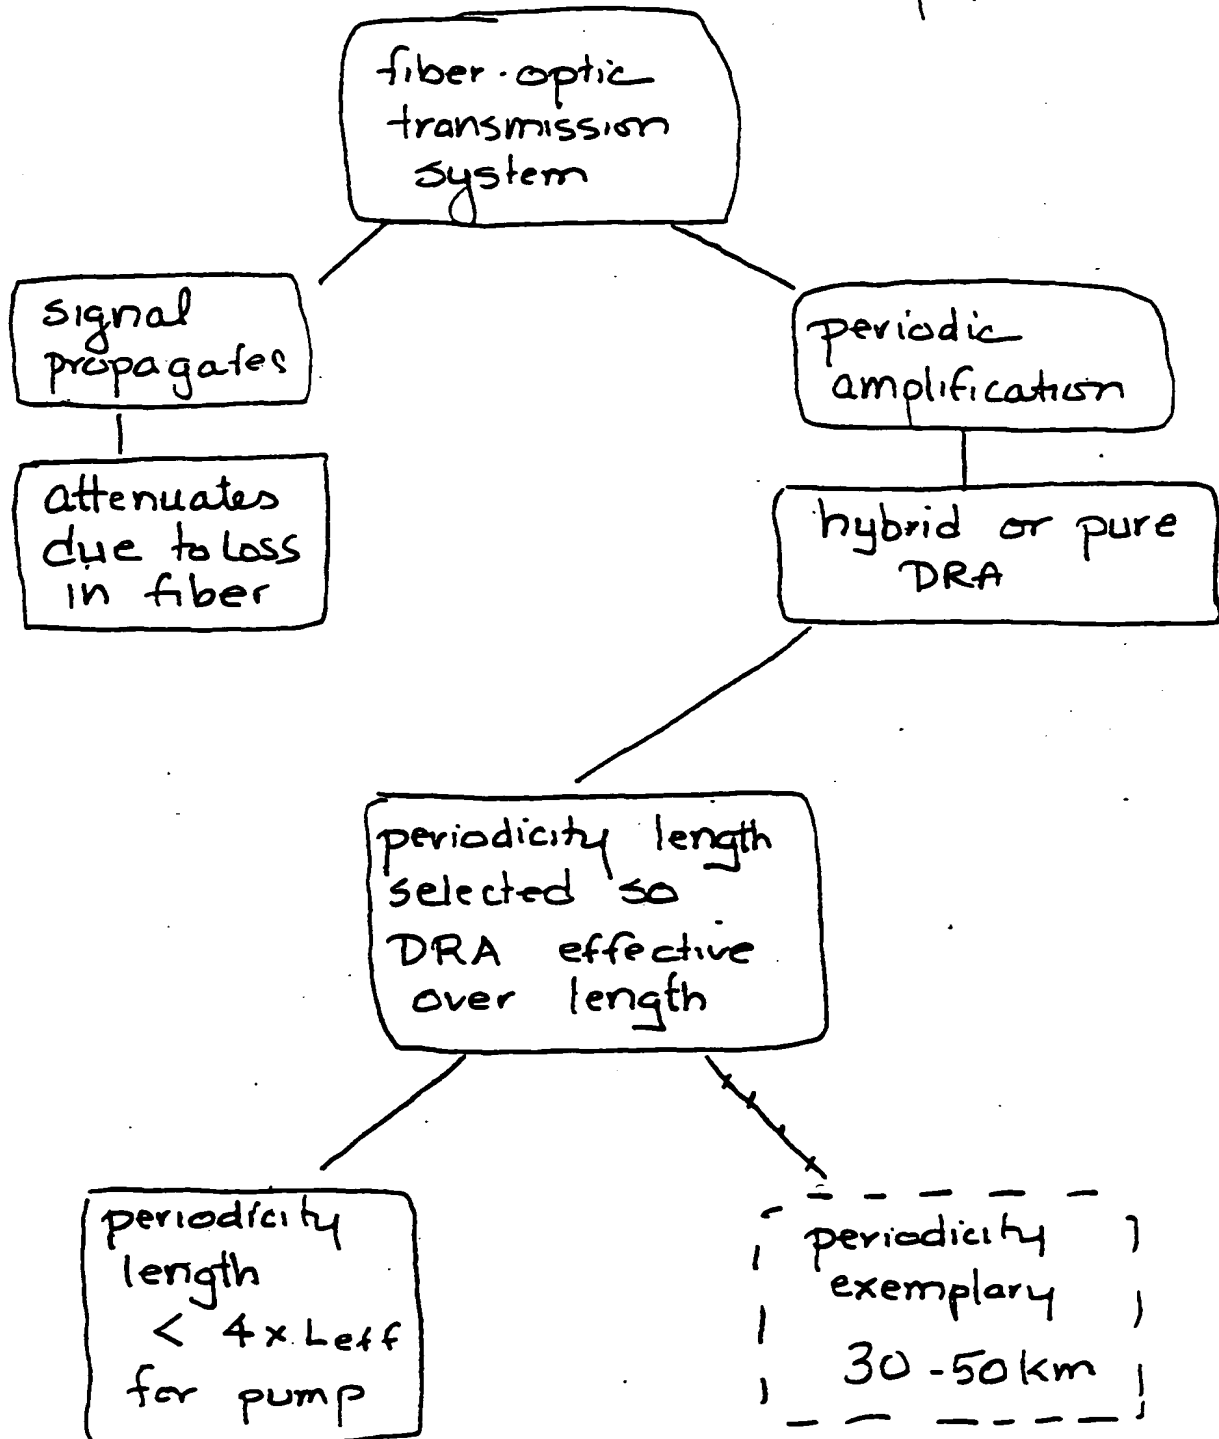 fiber-optic
transmission
system
signal
propagates
periodic
amplification
attenuates
due to loss
in fiber
hybrid or pure
DRA
periodicity length
selected so
DRA effective
over length
periodicity
length
< 4x Leff
for pump
periodicity
exemplary
30-50 km